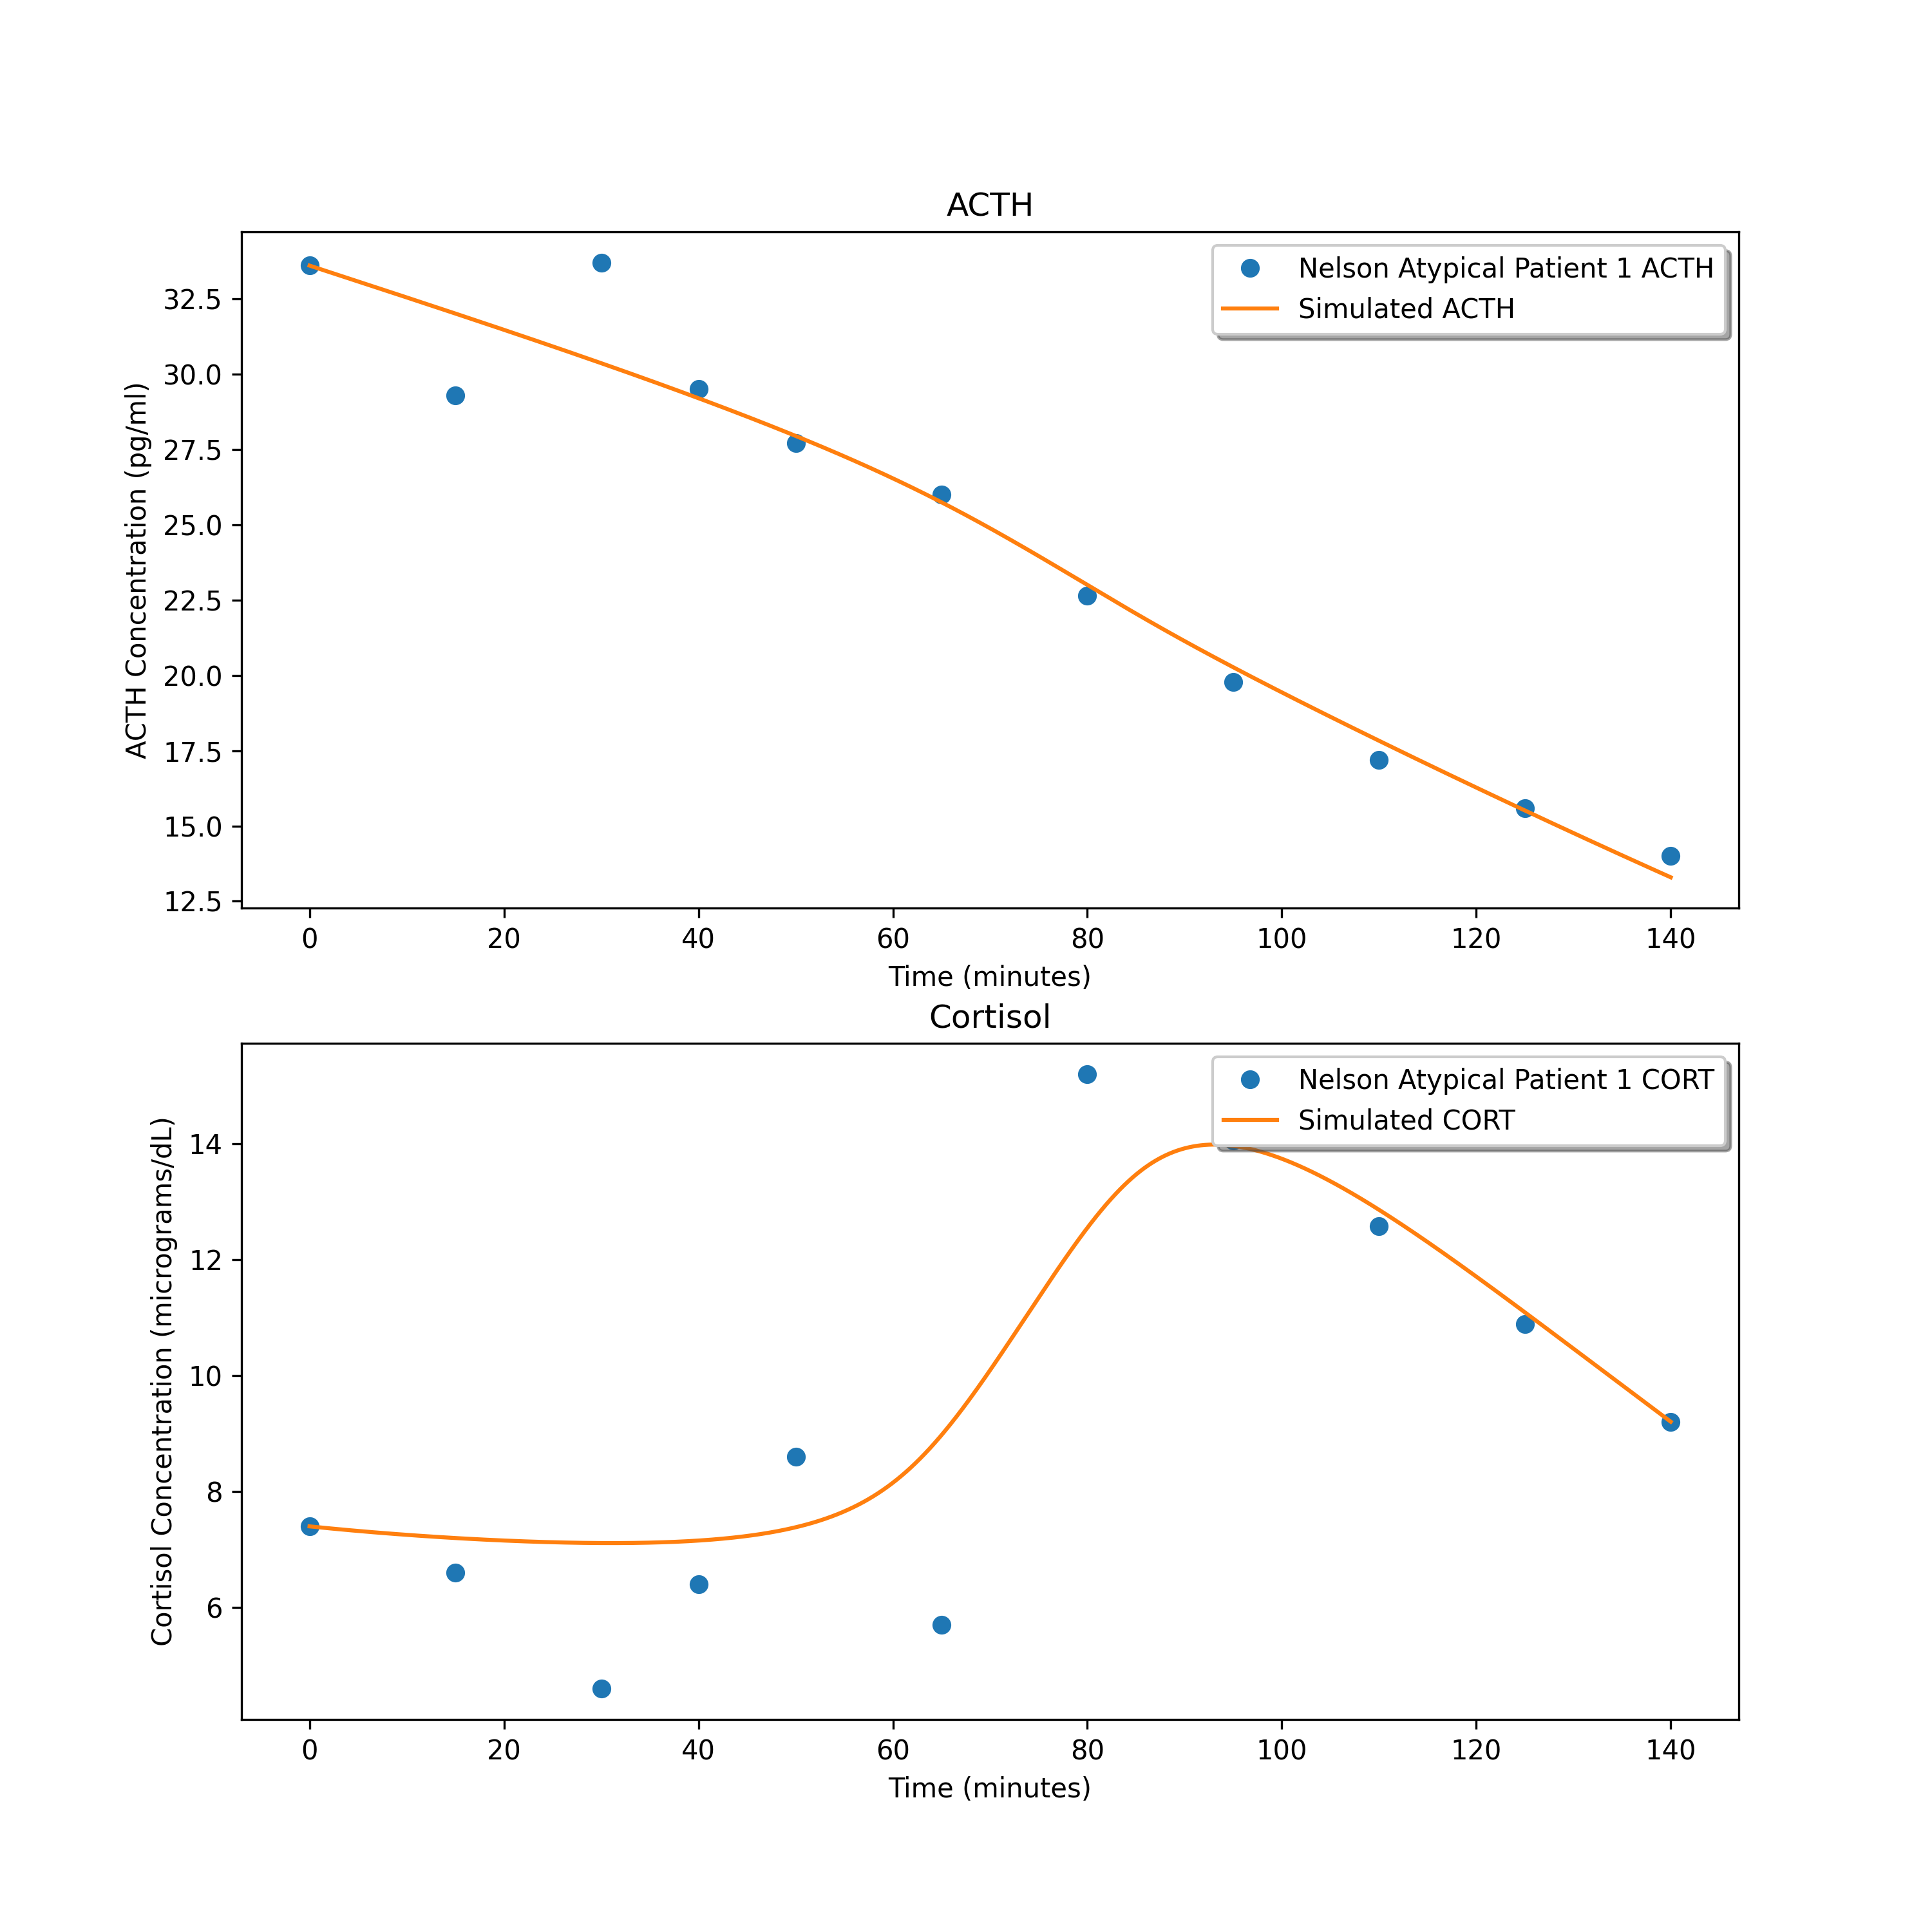 ACTH
Nelson Atypical Patient 1 ACTH
Simulated ACTH
ACTH Concentration (pg/ml)
32.5
30.0
27.5
25.0
22.5
20.0
17.5
15.0
12.5
0 20 40 60 80 100 120 140
Time (minutes)
Cortisol
Nelson Atypical Patient 1 CORT
Simulated CORT
Cortisol Concentration (micrograms/dL)
14
12
10
8
6
0 20 40 60 80 100 120 140
Time (minutes)